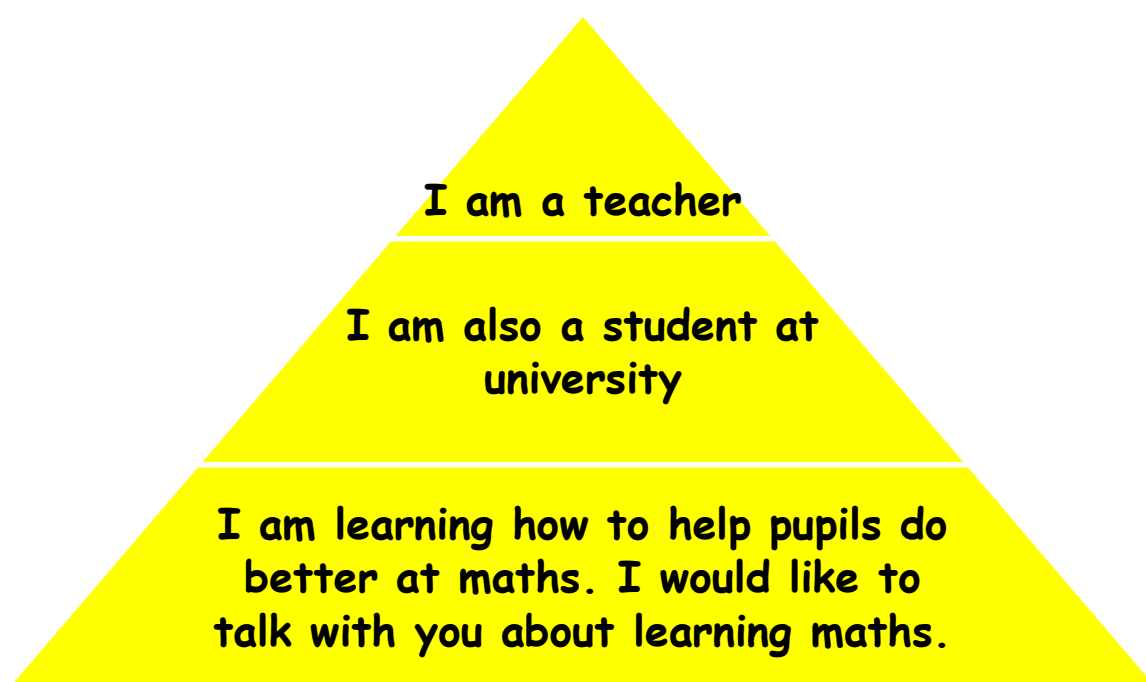 I am a teacher
I am also a student at
university
I am learning how to help pupils do
better at maths. I would like to
talk with you about learning maths.